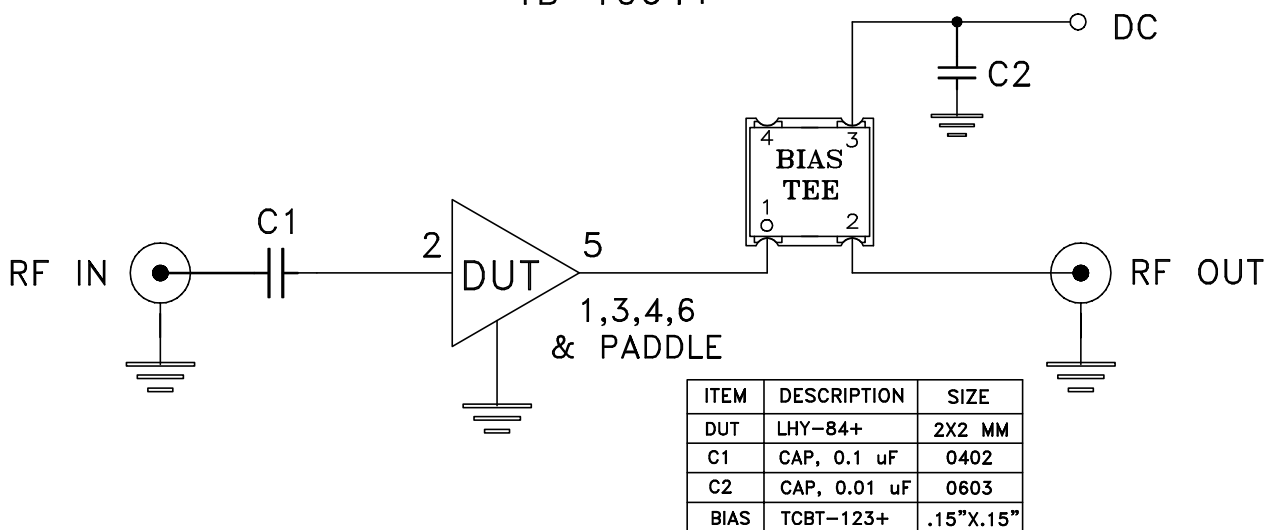 DC
C2
4 3
BIAS
TEE
1 2
C1
RF IN
2
DUT
5
RF OUT
1,3,4,6
& PADDLE
ITEM DESCRIPTION SIZE
DUT LHY-84+ 2X2 MM
C1 CAP, 0.1 uF 0402
C2 CAP, 0.01 uF 0603
BIAS TCBT-123+ .15"X.15"